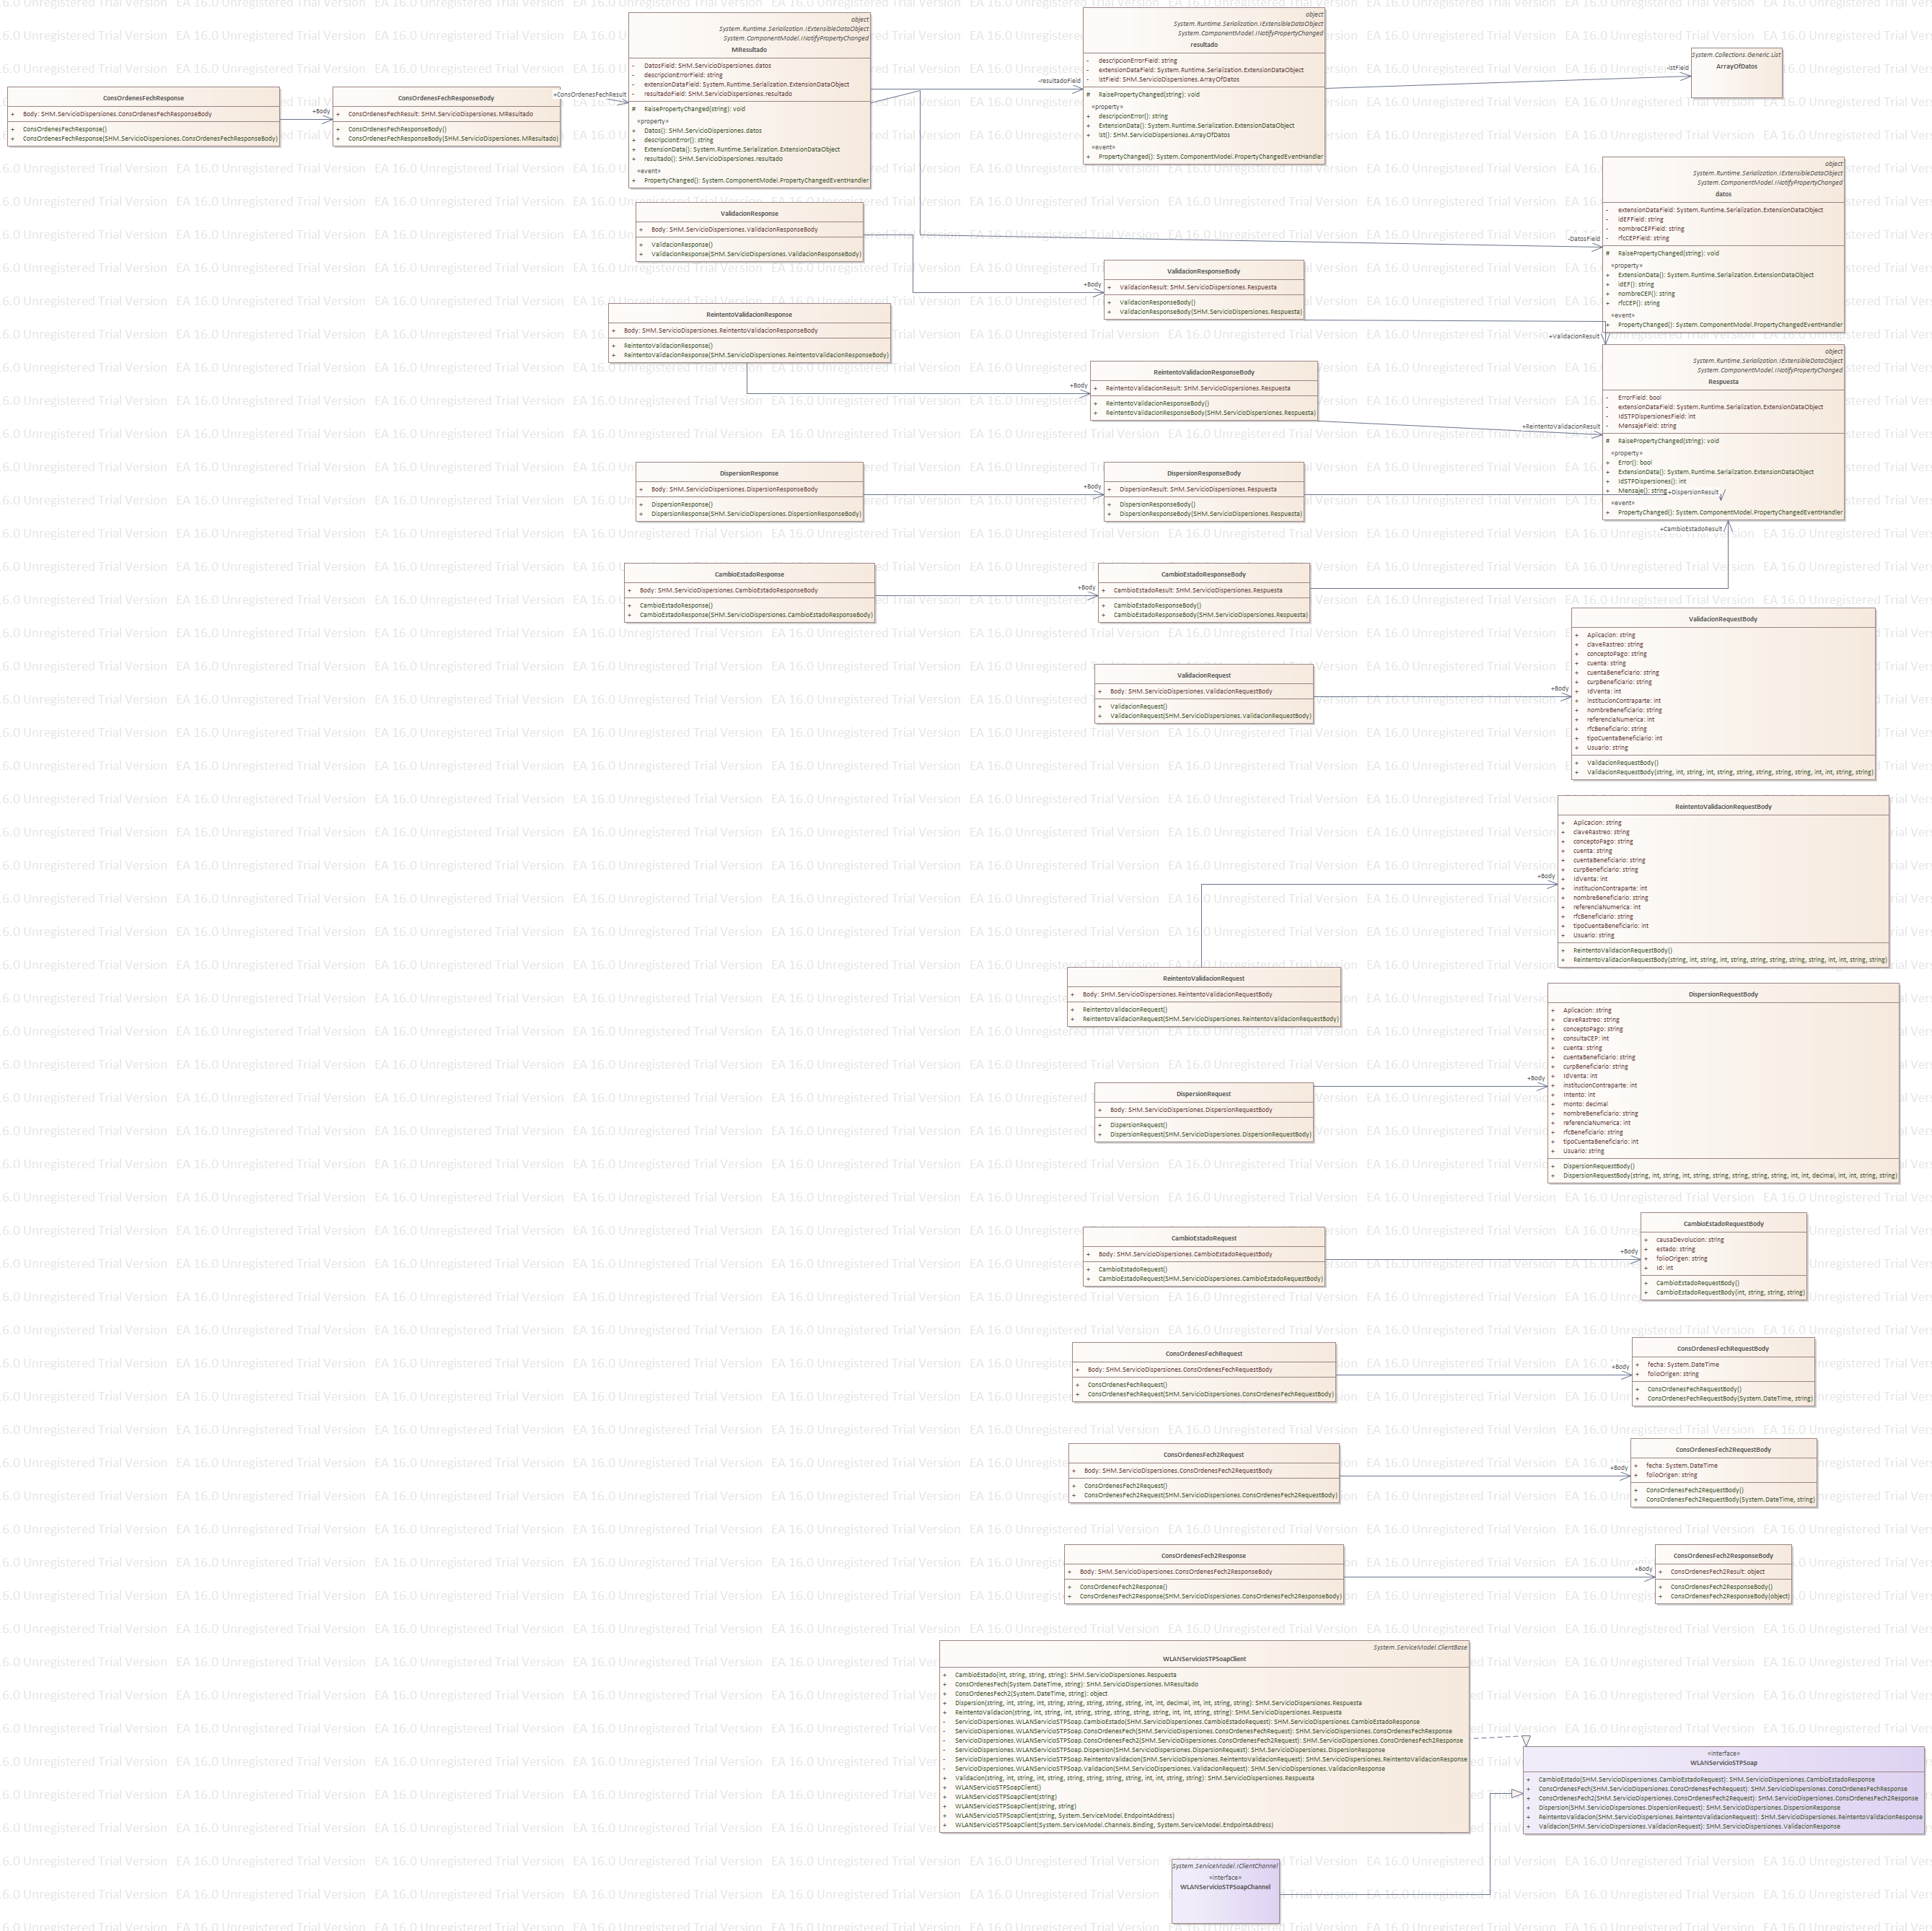 object
System.Runtime.Serialization.IExtensibleDataObject
System.ComponentModel.INotifyPropertyChanged
MResultado
- DatosField: SHM.ServicioDispersiones.datos
- descripcionErrorField: string
- extensionDataField: System.Runtime.Serialization.ExtensionDataObject
- resultadoField: SHM.ServicioDispersiones.resultado
# RaisePropertyChanged(string): void
«property»
+ Datos(): SHM.ServicioDispersiones.datos
+ descripcionError(): string
+ ExtensionData(): System.Runtime.Serialization.ExtensionDataObject
+ resultado(): SHM.ServicioDispersiones.resultado
«event»
+ PropertyChanged(): System.ComponentModel.PropertyChangedEventHandler
object
System.Runtime.Serialization.IExtensibleDataObject
System.ComponentModel.INotifyPropertyChanged
resultado
- descripcionErrorField: string
- extensionDataField: System.Runtime.Serialization.ExtensionDataObject
- lstField: SHM.ServicioDispersiones.ArrayOfDatos
# RaisePropertyChanged(string): void
«property»
+ descripcionError(): string
+ ExtensionData(): System.Runtime.Serialization.ExtensionDataObject
+ lst(): SHM.ServicioDispersiones.ArrayOfDatos
«event»
+ PropertyChanged(): System.ComponentModel.PropertyChangedEventHandler
System.Collections.Generic.List
ArrayOfDatos
-lstField
-resultadoField
ConsOrdenesFechResponse
+ Body: SHM.ServicioDispersiones.ConsOrdenesFechResponseBody
+ ConsOrdenesFechResponse()
+ ConsOrdenesFechResponse(SHM.ServicioDispersiones.ConsOrdenesFechResponseBody)
+Body
ConsOrdenesFechResponseBody
+ ConsOrdenesFechResult: SHM.ServicioDispersiones.MResultado
+ ConsOrdenesFechResponseBody()
+ ConsOrdenesFechResponseBody(SHM.ServicioDispersiones.MResultado)
+ConsOrdenesFechResult
object
System.Runtime.Serialization.IExtensibleDataObject
System.ComponentModel.INotifyPropertyChanged
datos
- extensionDataField: System.Runtime.Serialization.ExtensionDataObject
- idEFField: string
- nombreCEPField: string
- rfcCEPField: string
# RaisePropertyChanged(string): void
«property»
+ ExtensionData(): System.Runtime.Serialization.ExtensionDataObject
+ idEF(): string
+ nombreCEP(): string
+ rfcCEP(): string
«event»
+ PropertyChanged(): System.ComponentModel.PropertyChangedEventHandler
-DatosField
ValidacionResponse
+ Body: SHM.ServicioDispersiones.ValidacionResponseBody
+ ValidacionResponse()
+ ValidacionResponse(SHM.ServicioDispersiones.ValidacionResponseBody)
+Body
ValidacionResponseBody
+ ValidacionResult: SHM.ServicioDispersiones.Respuesta
+ ValidacionResponseBody()
+ ValidacionResponseBody(SHM.ServicioDispersiones.Respuesta)
+ValidacionResult
ReintentoValidacionResponse
+ Body: SHM.ServicioDispersiones.ReintentoValidacionResponseBody
+ ReintentoValidacionResponse()
+ ReintentoValidacionResponse(SHM.ServicioDispersiones.ReintentoValidacionResponseBody)
+Body
ReintentoValidacionResponseBody
+ ReintentoValidacionResult: SHM.ServicioDispersiones.Respuesta
+ ReintentoValidacionResponseBody()
+ ReintentoValidacionResponseBody(SHM.ServicioDispersiones.Respuesta)
+ReintentoValidacionResult
object
System.Runtime.Serialization.IExtensibleDataObject
System.ComponentModel.INotifyPropertyChanged
Respuesta
- ErrorField: bool
- extensionDataField: System.Runtime.Serialization.ExtensionDataObject
- IdSTPDispersionesField: int
- MensajeField: string
# RaisePropertyChanged(string): void
«property»
+ Error(): bool
+ ExtensionData(): System.Runtime.Serialization.ExtensionDataObject
+ IdSTPDispersiones(): int
+ Mensaje(): string
«event»
+ PropertyChanged(): System.ComponentModel.PropertyChangedEventHandler
+DispersionResult
+CambioEstadoResult
DispersionResponse
+ Body: SHM.ServicioDispersiones.DispersionResponseBody
+ DispersionResponse()
+ DispersionResponse(SHM.ServicioDispersiones.DispersionResponseBody)
+Body
DispersionResponseBody
+ DispersionResult: SHM.ServicioDispersiones.Respuesta
+ DispersionResponseBody()
+ DispersionResponseBody(SHM.ServicioDispersiones.Respuesta)
CambioEstadoResponse
+ Body: SHM.ServicioDispersiones.CambioEstadoResponseBody
+ CambioEstadoResponse()
+ CambioEstadoResponse(SHM.ServicioDispersiones.CambioEstadoResponseBody)
+Body
CambioEstadoResponseBody
+ CambioEstadoResult: SHM.ServicioDispersiones.Respuesta
+ CambioEstadoResponseBody()
+ CambioEstadoResponseBody(SHM.ServicioDispersiones.Respuesta)
ValidacionRequest
+ Body: SHM.ServicioDispersiones.ValidacionRequestBody
+ ValidacionRequest()
+ ValidacionRequest(SHM.ServicioDispersiones.ValidacionRequestBody)
+Body
ValidacionRequestBody
+ Aplicacion: string
+ claveRastreo: string
+ conceptoPago: string
+ cuenta: string
+ cuentaBeneficiario: string
+ curpBeneficiario: string
+ IdVenta: int
+ institucionContraparte: int
+ nombreBeneficiario: string
+ referenciaNumerica: int
+ rfcBeneficiario: string
+ tipoCuentaBeneficiario: int
+ Usuario: string
+ ValidacionRequestBody()
+ ValidacionRequestBody(string, int, string, int, string, string, string, string, string, int, int, string, string)
ReintentoValidacionRequestBody
+ Aplicacion: string
+ claveRastreo: string
+ conceptoPago: string
+ cuenta: string
+ cuentaBeneficiario: string
+ curpBeneficiario: string
+ IdVenta: int
+ institucionContraparte: int
+ nombreBeneficiario: string
+ referenciaNumerica: int
+ rfcBeneficiario: string
+ tipoCuentaBeneficiario: int
+ Usuario: string
+ ReintentoValidacionRequestBody()
+ ReintentoValidacionRequestBody(string, int, string, int, string, string, string, string, string, int, int, string, string)
+Body
ReintentoValidacionRequest
+ Body: SHM.ServicioDispersiones.ReintentoValidacionRequestBody
+ ReintentoValidacionRequest()
+ ReintentoValidacionRequest(SHM.ServicioDispersiones.ReintentoValidacionRequestBody)
DispersionRequestBody
+ Aplicacion: string
+ claveRastreo: string
+ conceptoPago: string
+ consultaCEP: int
+ cuenta: string
+ cuentaBeneficiario: string
+ curpBeneficiario: string
+ IdVenta: int
+ institucionContraparte: int
+ Intento: int
+ monto: decimal
+ nombreBeneficiario: string
+ referenciaNumerica: int
+ rfcBeneficiario: string
+ tipoCuentaBeneficiario: int
+ Usuario: string
+ DispersionRequestBody()
+ DispersionRequestBody(string, int, string, int, string, string, string, string, string, int, int, decimal, int, int, string, string)
+Body
DispersionRequest
+ Body: SHM.ServicioDispersiones.DispersionRequestBody
+ DispersionRequest()
+ DispersionRequest(SHM.ServicioDispersiones.DispersionRequestBody)
CambioEstadoRequest
+ Body: SHM.ServicioDispersiones.CambioEstadoRequestBody
+ CambioEstadoRequest()
+ CambioEstadoRequest(SHM.ServicioDispersiones.CambioEstadoRequestBody)
+Body
CambioEstadoRequestBody
+ causaDevolucion: string
+ estado: string
+ folioOrigen: string
+ Id: int
+ CambioEstadoRequestBody()
+ CambioEstadoRequestBody(int, string, string, string)
ConsOrdenesFechRequest
+ Body: SHM.ServicioDispersiones.ConsOrdenesFechRequestBody
+ ConsOrdenesFechRequest()
+ ConsOrdenesFechRequest(SHM.ServicioDispersiones.ConsOrdenesFechRequestBody)
+Body
ConsOrdenesFechRequestBody
+ fecha: System.DateTime
+ folioOrigen: string
+ ConsOrdenesFechRequestBody()
+ ConsOrdenesFechRequestBody(System.DateTime, string)
ConsOrdenesFech2Request
+ Body: SHM.ServicioDispersiones.ConsOrdenesFech2RequestBody
+ ConsOrdenesFech2Request()
+ ConsOrdenesFech2Request(SHM.ServicioDispersiones.ConsOrdenesFech2RequestBody)
+Body
ConsOrdenesFech2RequestBody
+ fecha: System.DateTime
+ folioOrigen: string
+ ConsOrdenesFech2RequestBody()
+ ConsOrdenesFech2RequestBody(System.DateTime, string)
ConsOrdenesFech2Response
+ Body: SHM.ServicioDispersiones.ConsOrdenesFech2ResponseBody
+ ConsOrdenesFech2Response()
+ ConsOrdenesFech2Response(SHM.ServicioDispersiones.ConsOrdenesFech2ResponseBody)
+Body
ConsOrdenesFech2ResponseBody
+ ConsOrdenesFech2Result: object
+ ConsOrdenesFech2ResponseBody()
+ ConsOrdenesFech2ResponseBody(object)
System.ServiceModel.ClientBase
WLANServicioSTPSoapClient
+ CambioEstado(int, string, string, string): SHM.ServicioDispersiones.Respuesta
+ ConsOrdenesFech(System.DateTime, string): SHM.ServicioDispersiones.MResultado
+ ConsOrdenesFech2(System.DateTime, string): object
+ Dispersion(string, int, string, int, string, string, string, string, string, int, int, decimal, int, int, string, string): SHM.ServicioDispersiones.Respuesta
+ ReintentoValidacion(string, int, string, int, string, string, string, string, string, int, int, string, string): SHM.ServicioDispersiones.Respuesta
- ServicioDispersiones.WLANServicioSTPSoap.CambioEstado(SHM.ServicioDispersiones.CambioEstadoRequest): SHM.ServicioDispersiones.CambioEstadoResponse
- ServicioDispersiones.WLANServicioSTPSoap.ConsOrdenesFech(SHM.ServicioDispersiones.ConsOrdenesFechRequest): SHM.ServicioDispersiones.ConsOrdenesFechResponse
- ServicioDispersiones.WLANServicioSTPSoap.ConsOrdenesFech2(SHM.ServicioDispersiones.ConsOrdenesFech2Request): SHM.ServicioDispersiones.ConsOrdenesFech2Response
- ServicioDispersiones.WLANServicioSTPSoap.Dispersion(SHM.ServicioDispersiones.DispersionRequest): SHM.ServicioDispersiones.DispersionResponse
- ServicioDispersiones.WLANServicioSTPSoap.ReintentoValidacion(SHM.ServicioDispersiones.ReintentoValidacionRequest): SHM.ServicioDispersiones.ReintentoValidacionResponse
- ServicioDispersiones.WLANServicioSTPSoap.Validacion(SHM.ServicioDispersiones.ValidacionRequest): SHM.ServicioDispersiones.ValidacionResponse
+ Validacion(string, int, string, int, string, string, string, string, string, int, int, string, string): SHM.ServicioDispersiones.Respuesta
+ WLANServicioSTPSoapClient()
+ WLANServicioSTPSoapClient(string)
+ WLANServicioSTPSoapClient(string, string)
+ WLANServicioSTPSoapClient(string, System.ServiceModel.EndpointAddress)
+ WLANServicioSTPSoapClient(System.ServiceModel.Channels.Binding, System.ServiceModel.EndpointAddress)
«interface»
WLANServicioSTPSoap
+ CambioEstado(SHM.ServicioDispersiones.CambioEstadoRequest): SHM.ServicioDispersiones.CambioEstadoResponse
+ ConsOrdenesFech(SHM.ServicioDispersiones.ConsOrdenesFechRequest): SHM.ServicioDispersiones.ConsOrdenesFechResponse
+ ConsOrdenesFech2(SHM.ServicioDispersiones.ConsOrdenesFech2Request): SHM.ServicioDispersiones.ConsOrdenesFech2Response
+ Dispersion(SHM.ServicioDispersiones.DispersionRequest): SHM.ServicioDispersiones.DispersionResponse
+ ReintentoValidacion(SHM.ServicioDispersiones.ReintentoValidacionRequest): SHM.ServicioDispersiones.ReintentoValidacionResponse
+ Validacion(SHM.ServicioDispersiones.ValidacionRequest): SHM.ServicioDispersiones.ValidacionResponse
System.ServiceModel.IClientChannel
«interface»
WLANServicioSTPSoapChannel
EA 16.0 Unregistered Trial Version